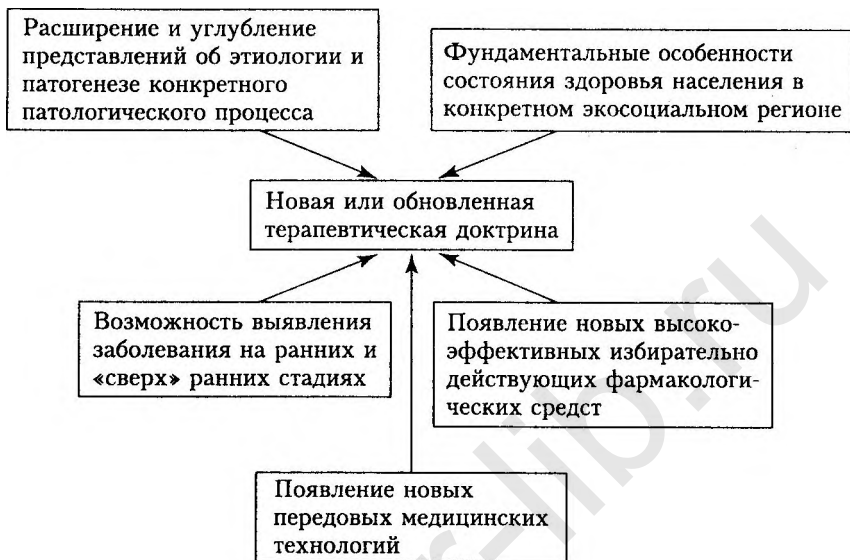 Расширение и углубление
представлений об этиологии и
патогенезе конкретного
патологического процесса
Фундаментальные особенности
состояния здоровья населения в
конкретном экосоциальном регионе
Новая или обновленная
терапевтическая доктрина
Возможность выявления
заболевания на ранних и
«сверх» ранних стадиях
Появление новых высоко-
эффективных избирательно
действующих фармакологи-
ческих средст
Появление новых
передовых медицинских
технологий
r-lib.ru